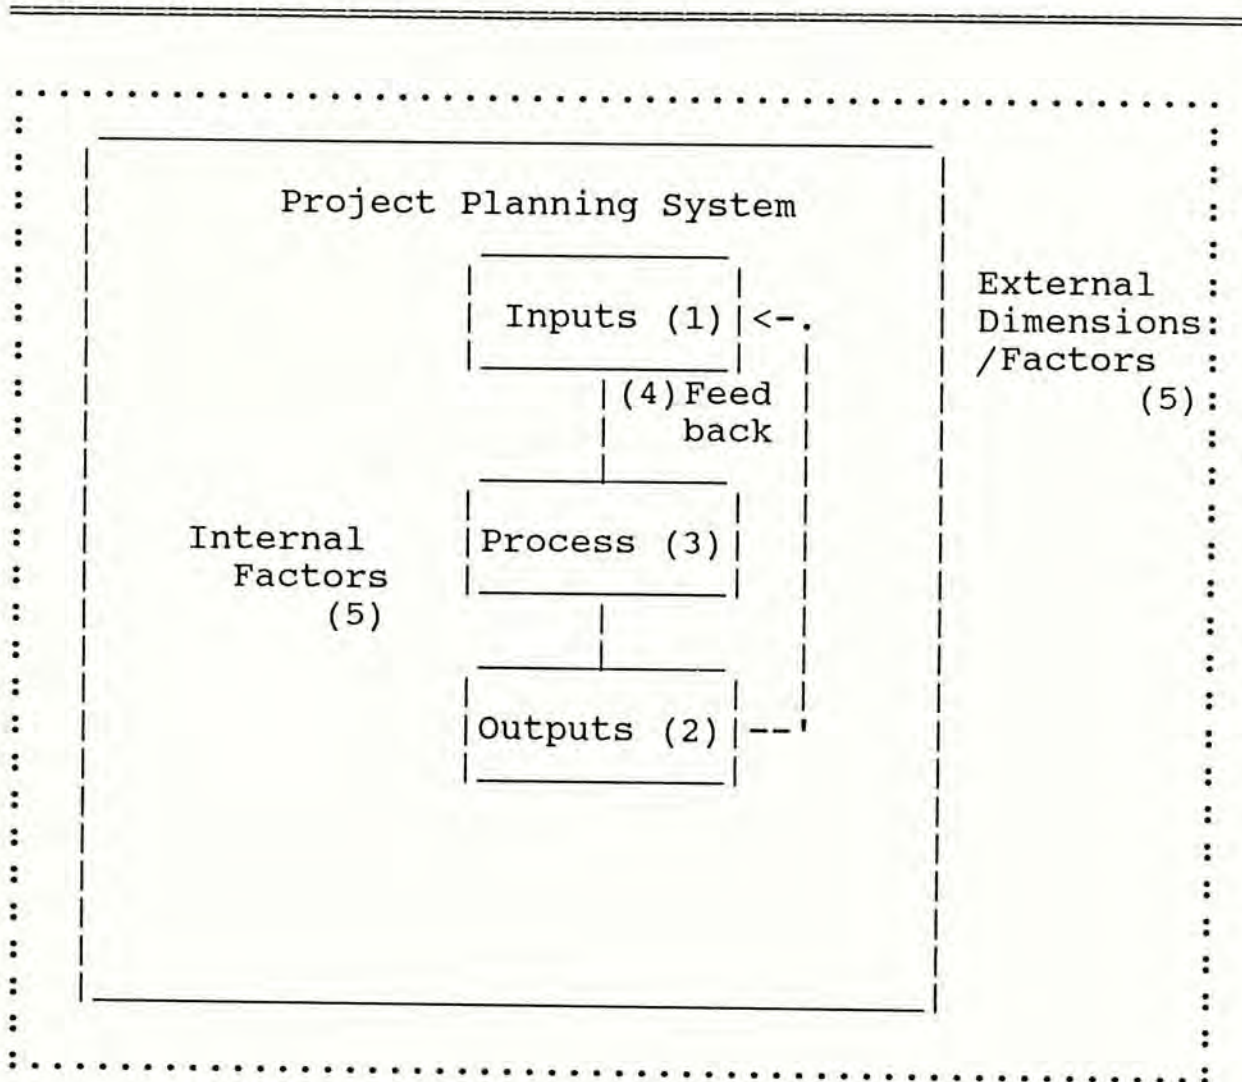 Project Planning System
Inputs (1)
External
Dimensions
/Factors
(5)
(4)Feed
back
Internal
Factors
(5)
Process (3)
Outputs (2)